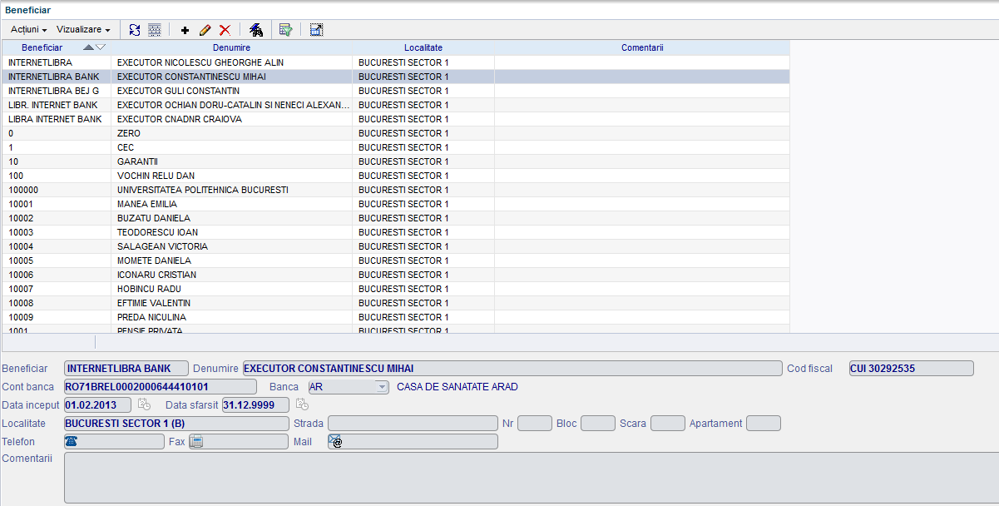 Beneficiar
Acțiuni Vizualizare
Beneficiar Denumire Localitate Comentarii
INTERNETLIBRA EXECUTOR NICOLESCU GHEORGHE ALIN BUCURESTI SECTOR 1
INTERNETLIBRA BANK EXECUTOR CONSTANTINESCU MIHAI BUCURESTI SECTOR 1
INTERNETLIBRA BEJ G EXECUTOR GULI CONSTANTIN BUCURESTI SECTOR 1
LIBR. INTERNET BANK EXECUTOR OCHIAN DORU-CATALIN SI NENECI ALEXAN... BUCURESTI SECTOR 1
LIBRA INTERNET BANK EXECUTOR CNADNR CRAIOVA BUCURESTI SECTOR 1
0 ZERO BUCURESTI SECTOR 1
1 CEC BUCURESTI SECTOR 1
10 GARANTII BUCURESTI SECTOR 1
100 VOCHIN RELU DAN BUCURESTI SECTOR 1
100000 UNIVERSITATEA POLITEHNICA BUCURESTI BUCURESTI SECTOR 1
10001 MANEA EMILIA BUCURESTI SECTOR 1
10002 BUZATU DANIELA BUCURESTI SECTOR 1
10003 TEODORESCU IOAN BUCURESTI SECTOR 1
10004 SALAGEAN VICTORIA BUCURESTI SECTOR 1
10005 MOMETE DANIELA BUCURESTI SECTOR 1
10006 ICONARU CRISTIAN BUCURESTI SECTOR 1
10007 HOBINCU RADU BUCURESTI SECTOR 1
10008 EFTIMIE VALENTIN BUCURESTI SECTOR 1
10009 PREDA NICULINA BUCURESTI SECTOR 1
1001 PENSIE PRIVATA BUCURESTI SECTOR 1
Beneficiar INTERNETLIBRA BANK Denumire EXECUTOR CONSTANTINESCU MIHAI Cod fiscal CUI 30292535
Cont banca RO71BREL0002000644410101 Banca AR CASA DE SANATATE ARAD
Data inceput 01.02.2013 Data sfarsit 31.12.9999
Localitate BUCURESTI SECTOR 1 (B) Strada Nr Bloc Scara Apartament
Telefon Fax Mail
Comentarii